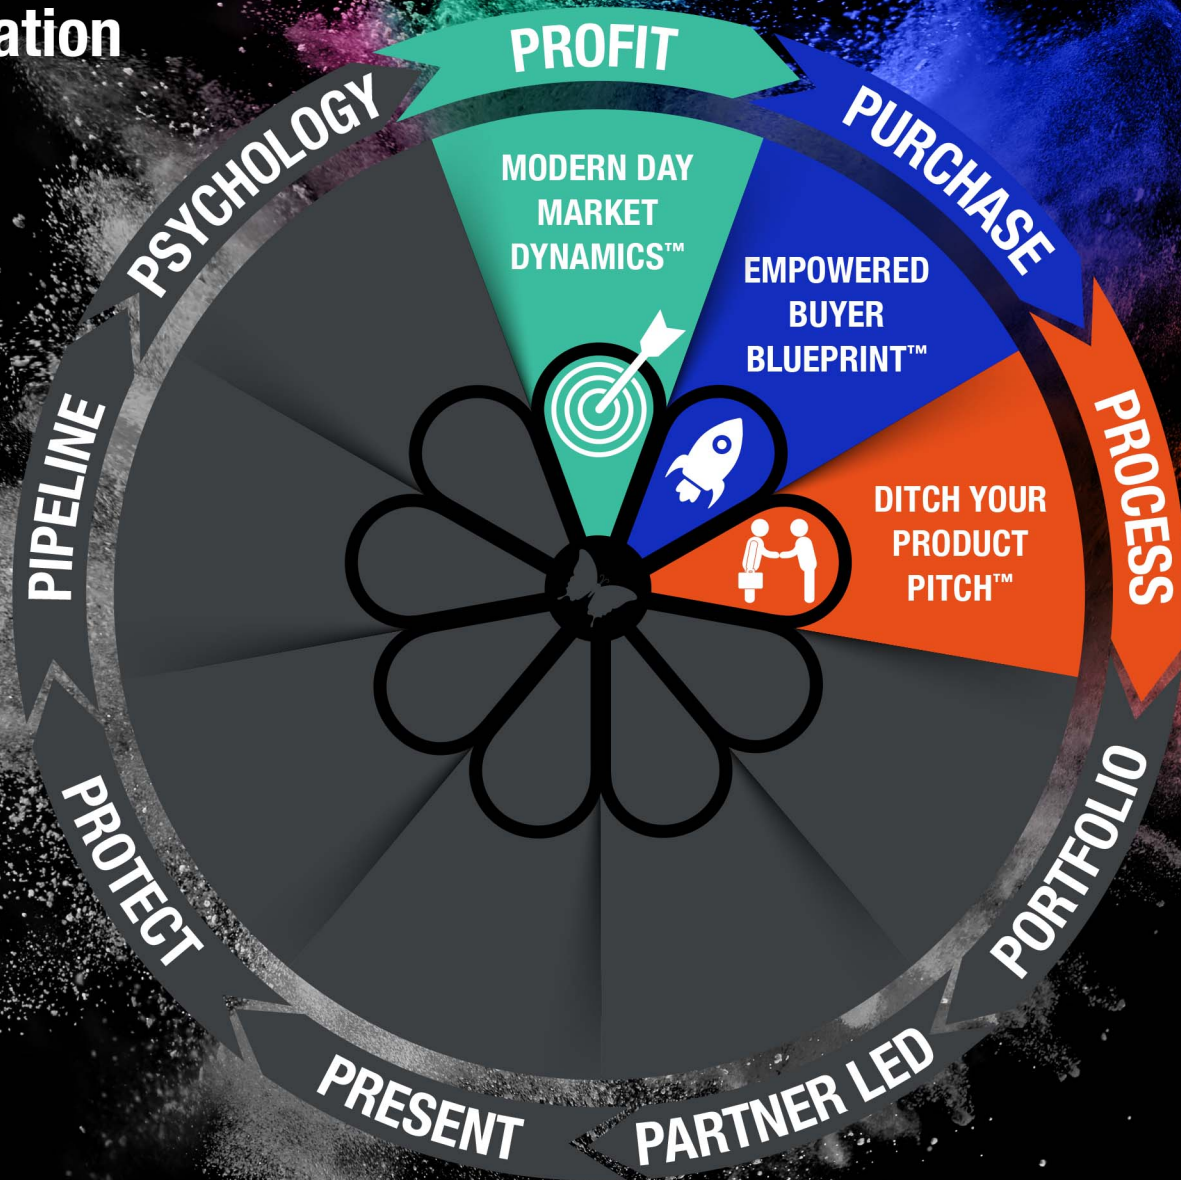 ation
PROFIT
PURCHASE
PROCESS
PORTFOLIO
PARTNER LED
PRESENT
PROTECT
PIPELINE
PSYCHOLOGY
MODERN DAY
MARKET
DYNAMICS™
EMPOWERED
BUYER
BLUEPRINT™
DITCH YOUR
PRODUCT
PITCH™